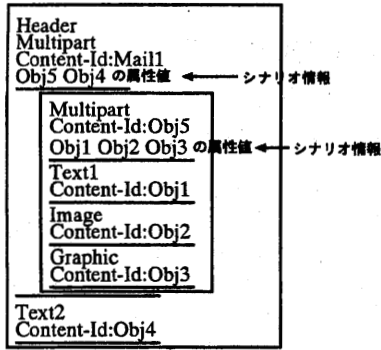 Header
Multipart
Content-Id:Mail1
Obj5 Obj4 の属性値 シナリオ情報
Multipart
Content-Id:Obj5
Obj1 Obj2 Obj3 の属性値 シナリオ情報
Text1
Content-Id:Obj1
Image
Content-Id:Obj2
Graphic
Content-Id:Obj3
Text2
Content-Id:Obj4